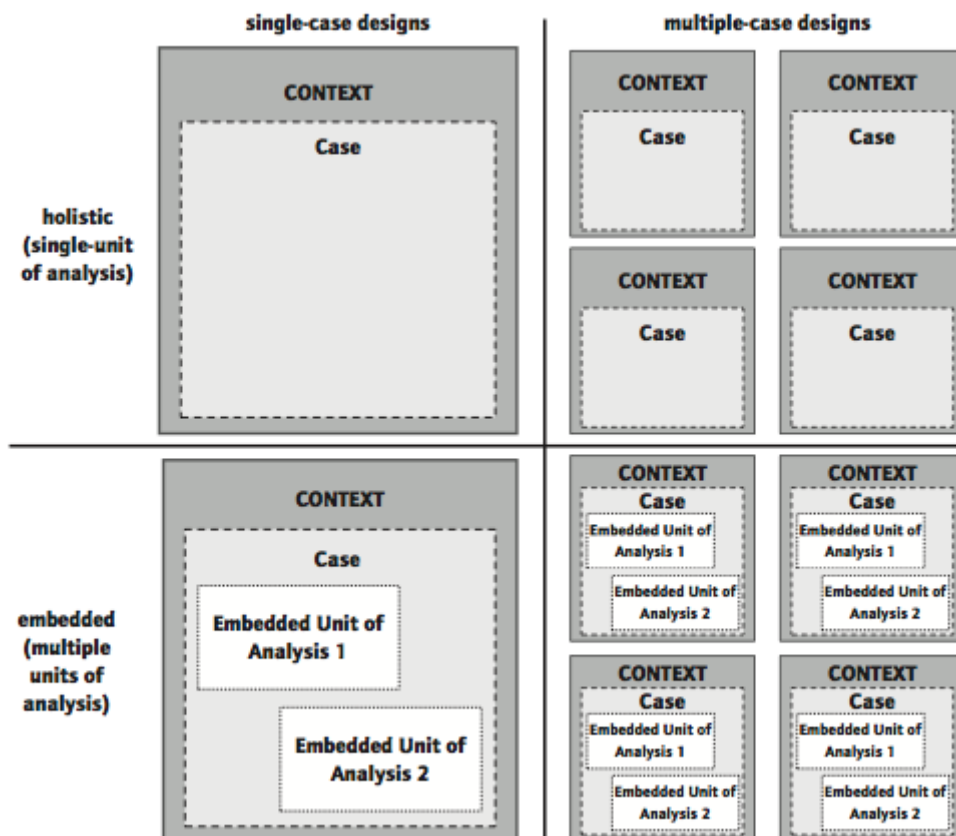 single-case designs
multiple-case designs
holistic
(single-unit
of analysis)
CONTEXT
Case
CONTEXT
Case
CONTEXT
Case
CONTEXT
Case
CONTEXT
Case
embedded
(multiple
units of
analysis)
CONTEXT
Case
Embedded Unit of
Analysis 1
Embedded Unit of
Analysis 2
CONTEXT
Case
Embedded Unit of
Analysis 1
Embedded Unit of
Analysis 2
CONTEXT
Case
Embedded Unit of
Analysis 1
Embedded Unit of
Analysis 2
CONTEXT
Case
Embedded Unit of
Analysis 1
Embedded Unit of
Analysis 2
CONTEXT
Case
Embedded Unit of
Analysis 1
Embedded Unit of
Analysis 2